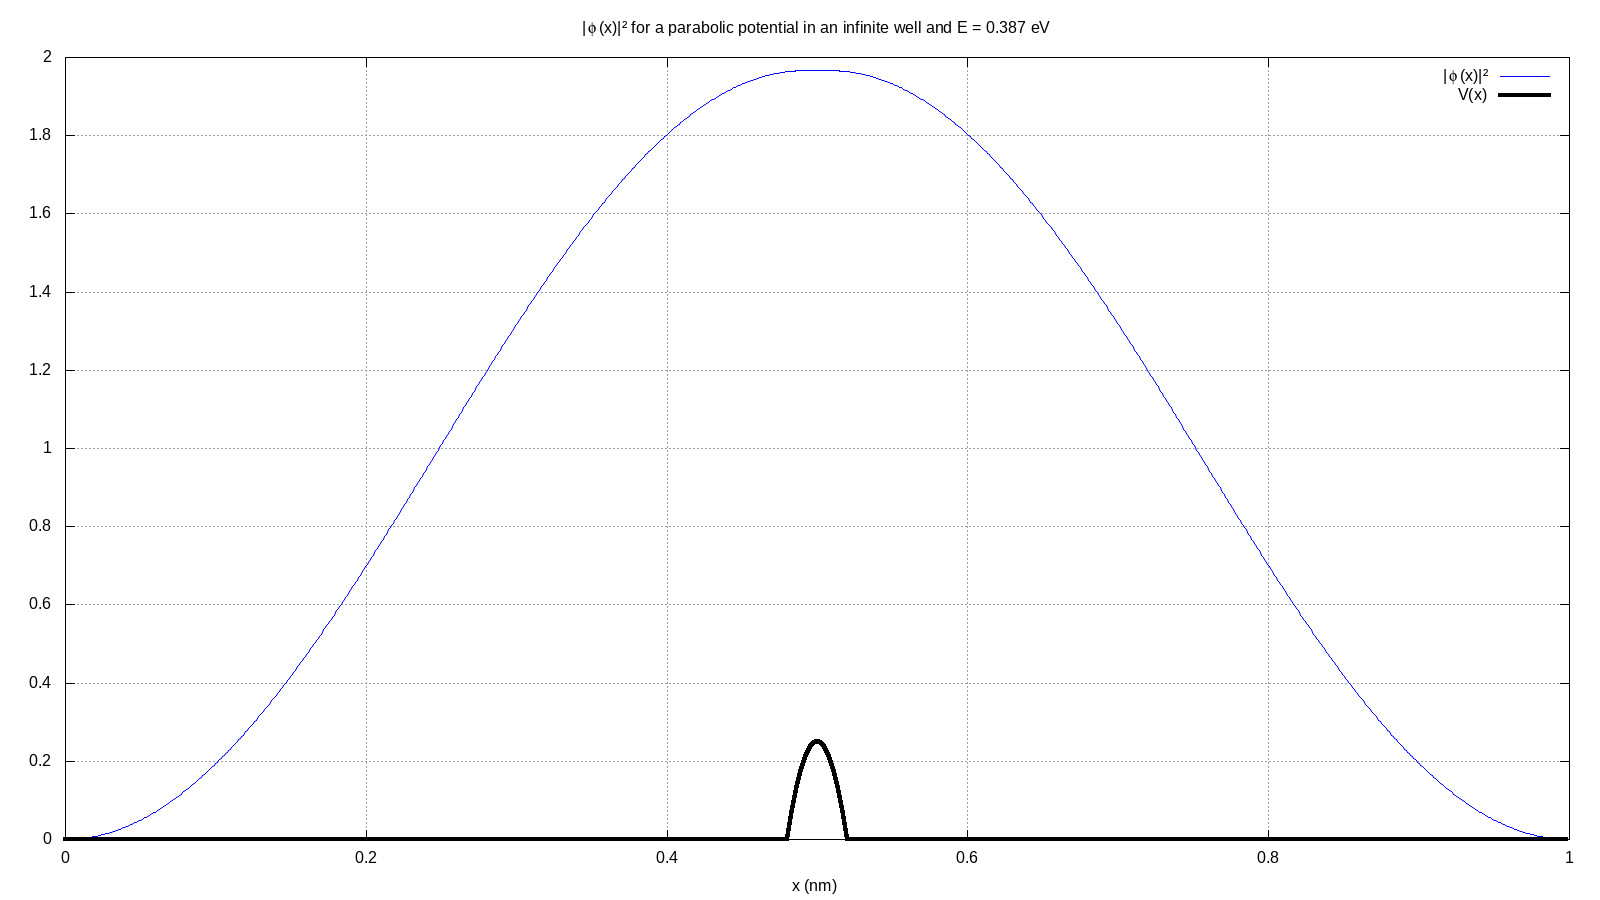 |ϕ(x)|² for a parabolic potential in an infinite well and E = 0.387 eV
|ϕ(x)|²
V(x)
2
1.8
1.6
1.4
1.2
1
0.8
0.6
0.4
0.2
0
0 0.2 0.4 0.6 0.8 1
x (nm)